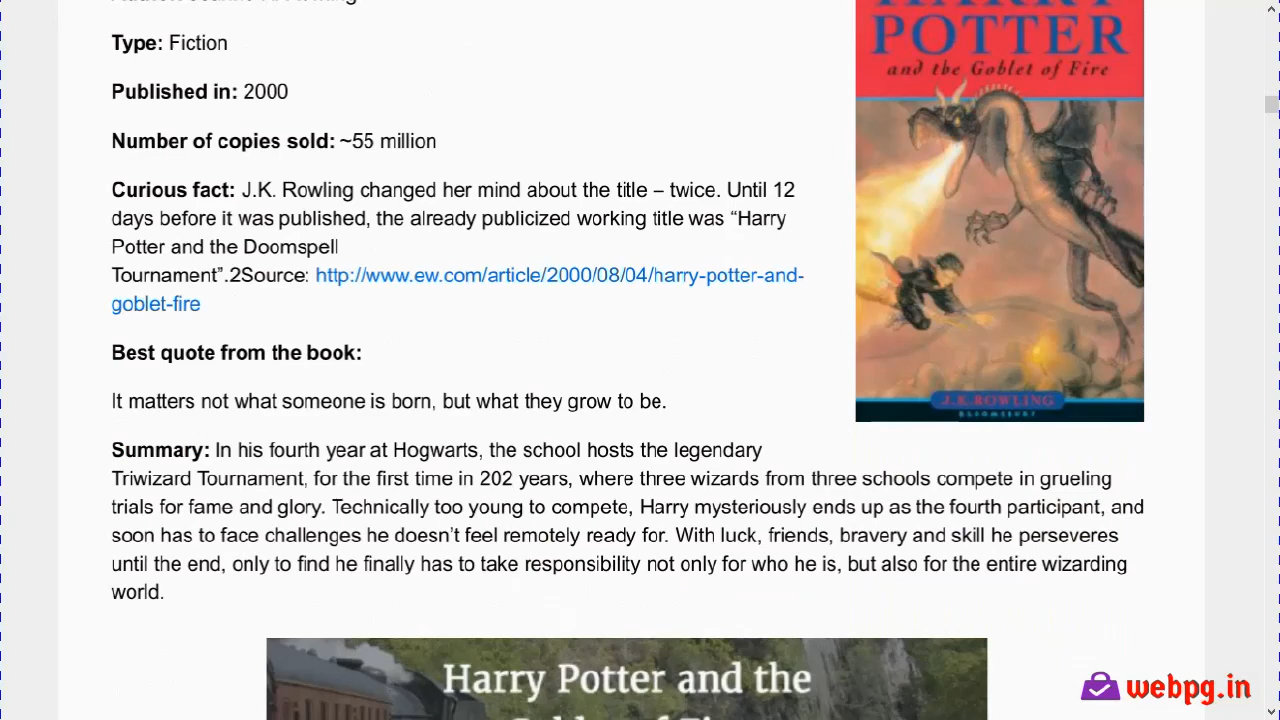 HARRY
POTTER
and the Goblet of Fire
Type: Fiction
Published in: 2000
Number of copies sold: ~55 million
Curious fact: J.K. Rowling changed her mind about the title – twice. Until 12
days before it was published, the already publicized working title was “Harry
Potter and the Doomspell
Tournament”.2Source: http://www.ew.com/article/2000/08/04/harry-potter-and-
goblet-fire
Best quote from the book:
It matters not what someone is born, but what they grow to be.
J.K.ROWLING
BLOOMSBURY
Summary: In his fourth year at Hogwarts, the school hosts the legendary
Triwizard Tournament, for the first time in 202 years, where three wizards from three schools compete in grueling
trials for fame and glory. Technically too young to compete, Harry mysteriously ends up as the fourth participant, and
soon has to face challenges he doesn’t feel remotely ready for. With luck, friends, bravery and skill he perseveres
until the end, only to find he finally has to take responsibility not only for who he is, but also for the entire wizarding
world.
Harry Potter and the
webpg.in